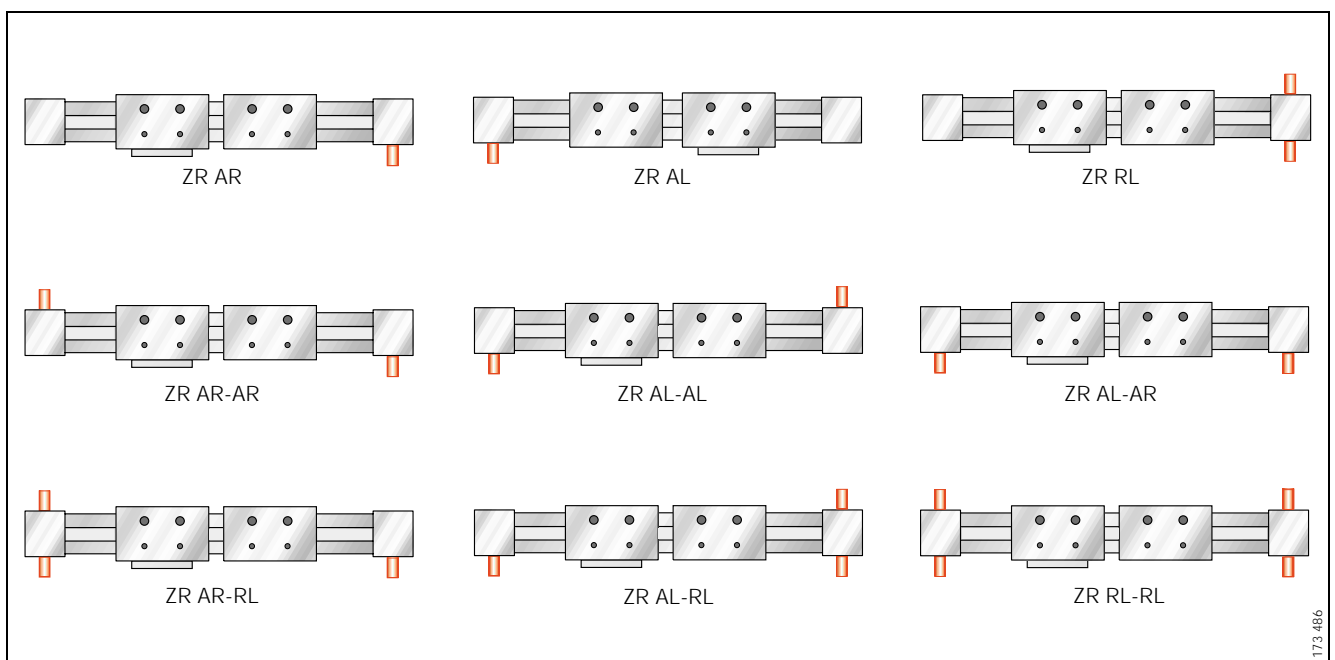 ZR AR
ZR AL
ZR RL
ZR AR-AR
ZR AL-AL
ZR AL-AR
ZR AR-RL
ZR AL-RL
ZR RL-RL
173 486